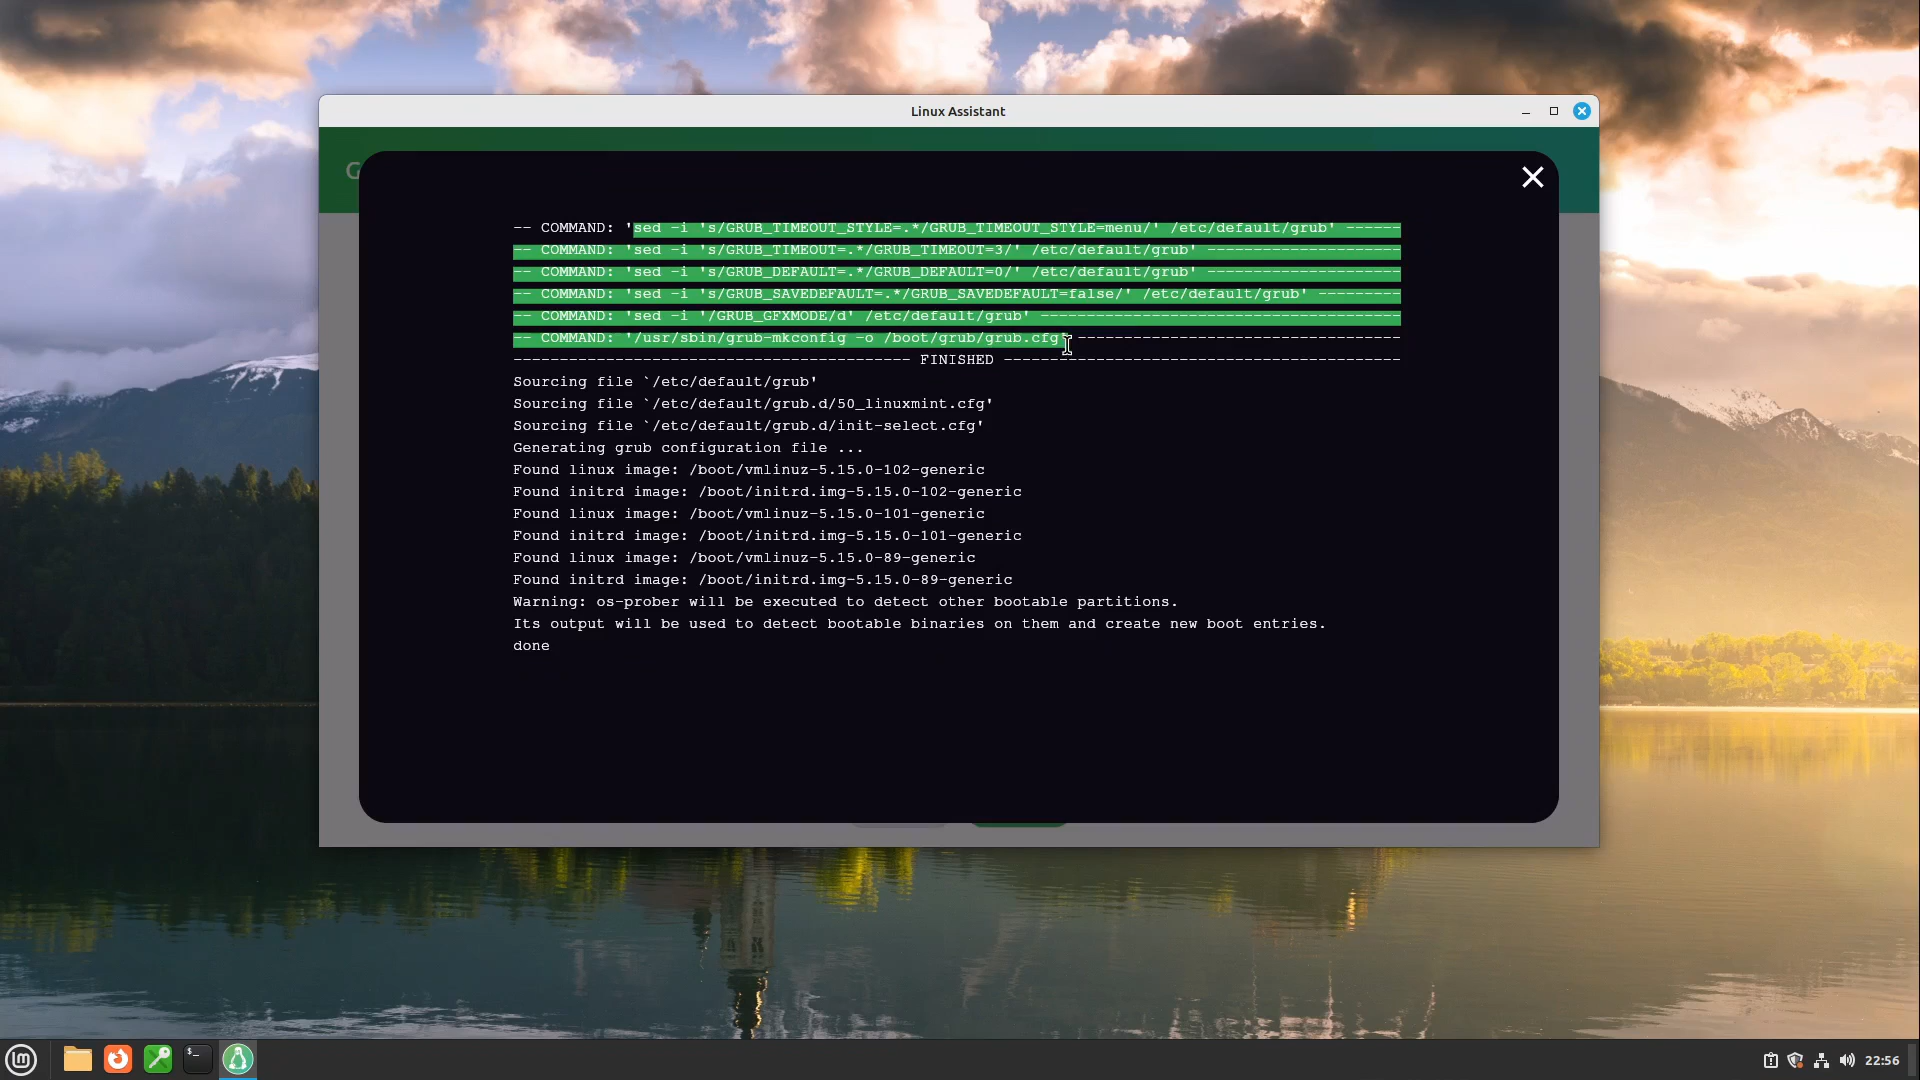 Linux Assistant
G
-- COMMAND: 'sed -i 's/GRUB_TIMEOUT_STYLE=.*/GRUB_TIMEOUT_STYLE=menu/' /etc/default/grub' ------
-- COMMAND: 'sed -i 's/GRUB_TIMEOUT=.*/GRUB_TIMEOUT=3/' /etc/default/grub' ---------------------
-- COMMAND: 'sed -i 's/GRUB_DEFAULT=.*/GRUB_DEFAULT=0/' /etc/default/grub' ---------------------
-- COMMAND: 'sed -i 's/GRUB_SAVEDEFAULT=.*/GRUB_SAVEDEFAULT=false/' /etc/default/grub' ---------
-- COMMAND: 'sed -i '/GRUB_GFXMODE/d' /etc/default/grub' ---------------------------------------
-- COMMAND: '/usr/sbin/grub-mkconfig -o /boot/grub/grub.cfg' -----------------------------------
------------------------------------------- FINISHED -------------------------------------------
Sourcing file `/etc/default/grub'
Sourcing file `/etc/default/grub.d/50_linuxmint.cfg'
Sourcing file `/etc/default/grub.d/init-select.cfg'
Generating grub configuration file ...
Found linux image: /boot/vmlinuz-5.15.0-102-generic
Found initrd image: /boot/initrd.img-5.15.0-102-generic
Found linux image: /boot/vmlinuz-5.15.0-101-generic
Found initrd image: /boot/initrd.img-5.15.0-101-generic
Found linux image: /boot/vmlinuz-5.15.0-89-generic
Found initrd image: /boot/initrd.img-5.15.0-89-generic
Warning: os-prober will be executed to detect other bootable partitions.
Its output will be used to detect bootable binaries on them and create new boot entries.
done
22:56